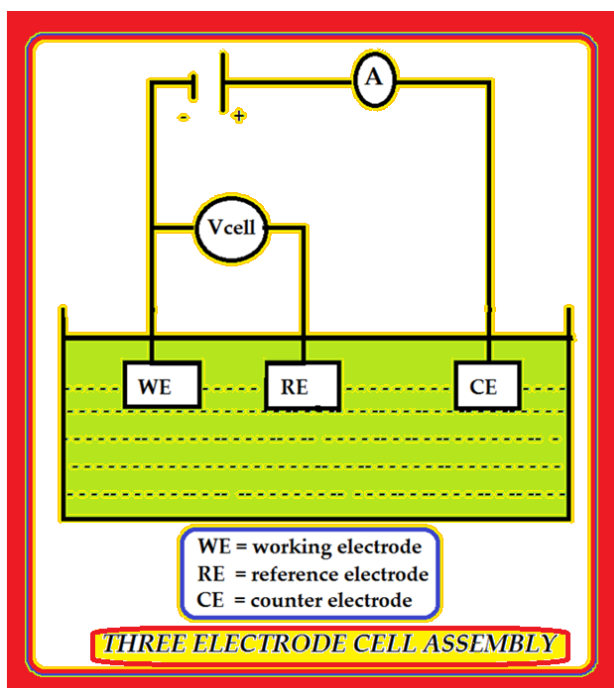 A
- +
Vcell
WE RE CE
WE = working electrode
RE = reference electrode
CE = counter electrode
THREE ELECTRODE CELL ASSEMBLY